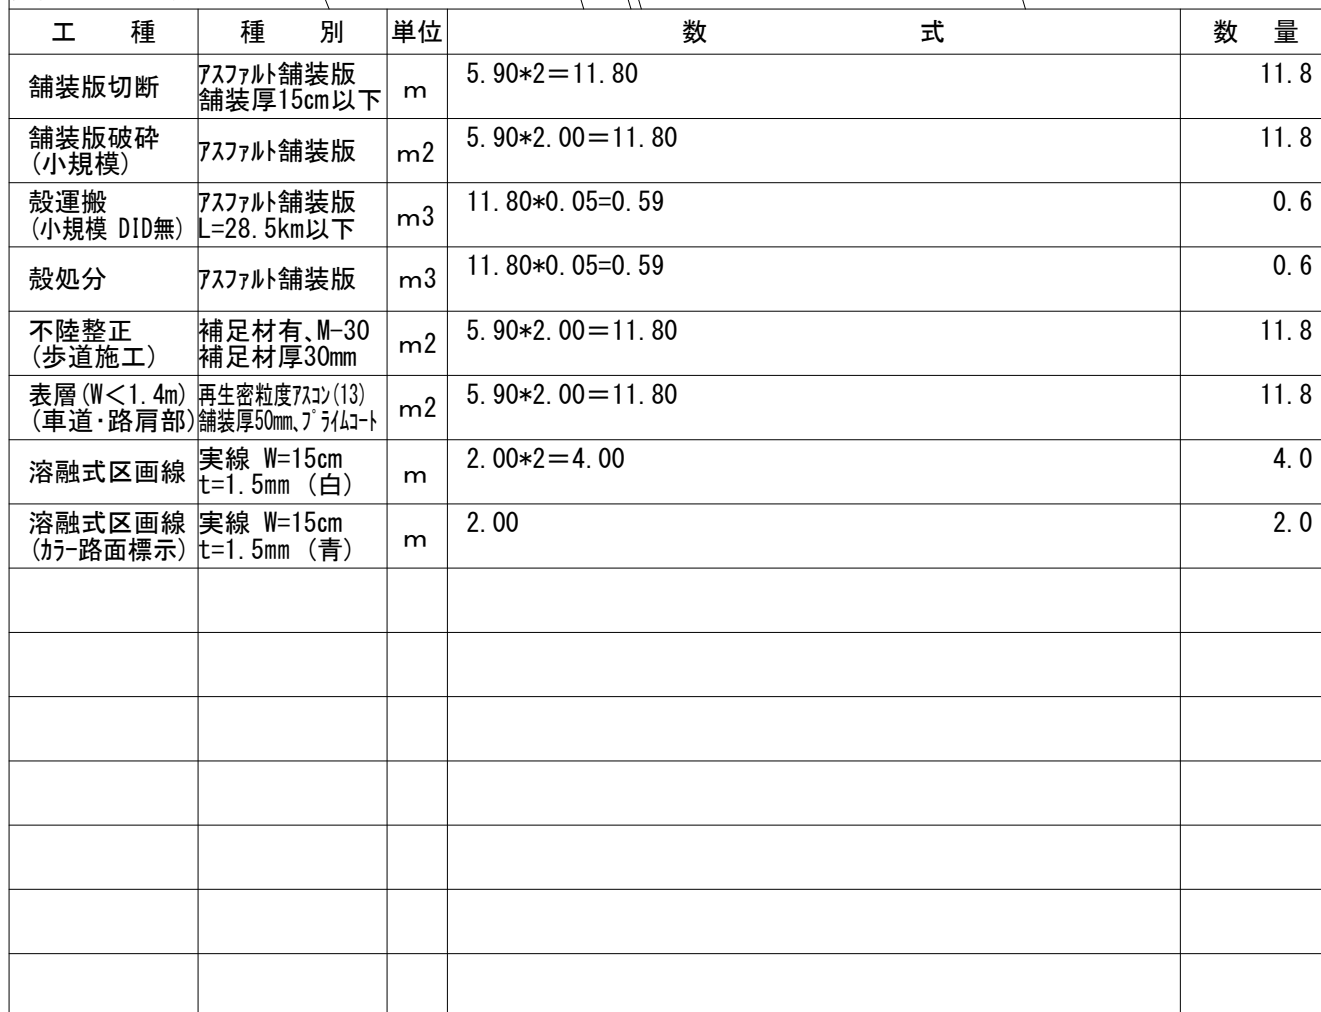 工 種 種 別 単位 数 式 数 量
舗装版切断 ｱｽﾌｧﾙﾄ舗装版 舗装厚15cm以下 m 5.90*2＝11.80 11.8
舗装版破砕 (小規模) ｱｽﾌｧﾙﾄ舗装版 m2 5.90*2.00＝11.80 11.8
殻運搬 (小規模 DID無) ｱｽﾌｧﾙﾄ舗装版 L=28.5km以下 m3 11.80*0.05=0.59 0.6
殻処分 ｱｽﾌｧﾙﾄ舗装版 m3 11.80*0.05=0.59 0.6
不陸整正 (歩道施工) 補足材有､M-30 補足材厚30mm m2 5.90*2.00＝11.80 11.8
表層(W＜1.4m) (車道･路肩部) 再生密粒度ｱｽｺﾝ(13) 舗装厚50mm､ﾌﾟﾗｲﾑｺｰﾄ m2 5.90*2.00＝11.80 11.8
溶融式区画線 実線 W=15cm t=1.5mm (白) m 2.00*2＝4.00 4.0
溶融式区画線 (ｶﾗｰ路面標示) 実線 W=15cm t=1.5mm (青) m 2.00 2.0